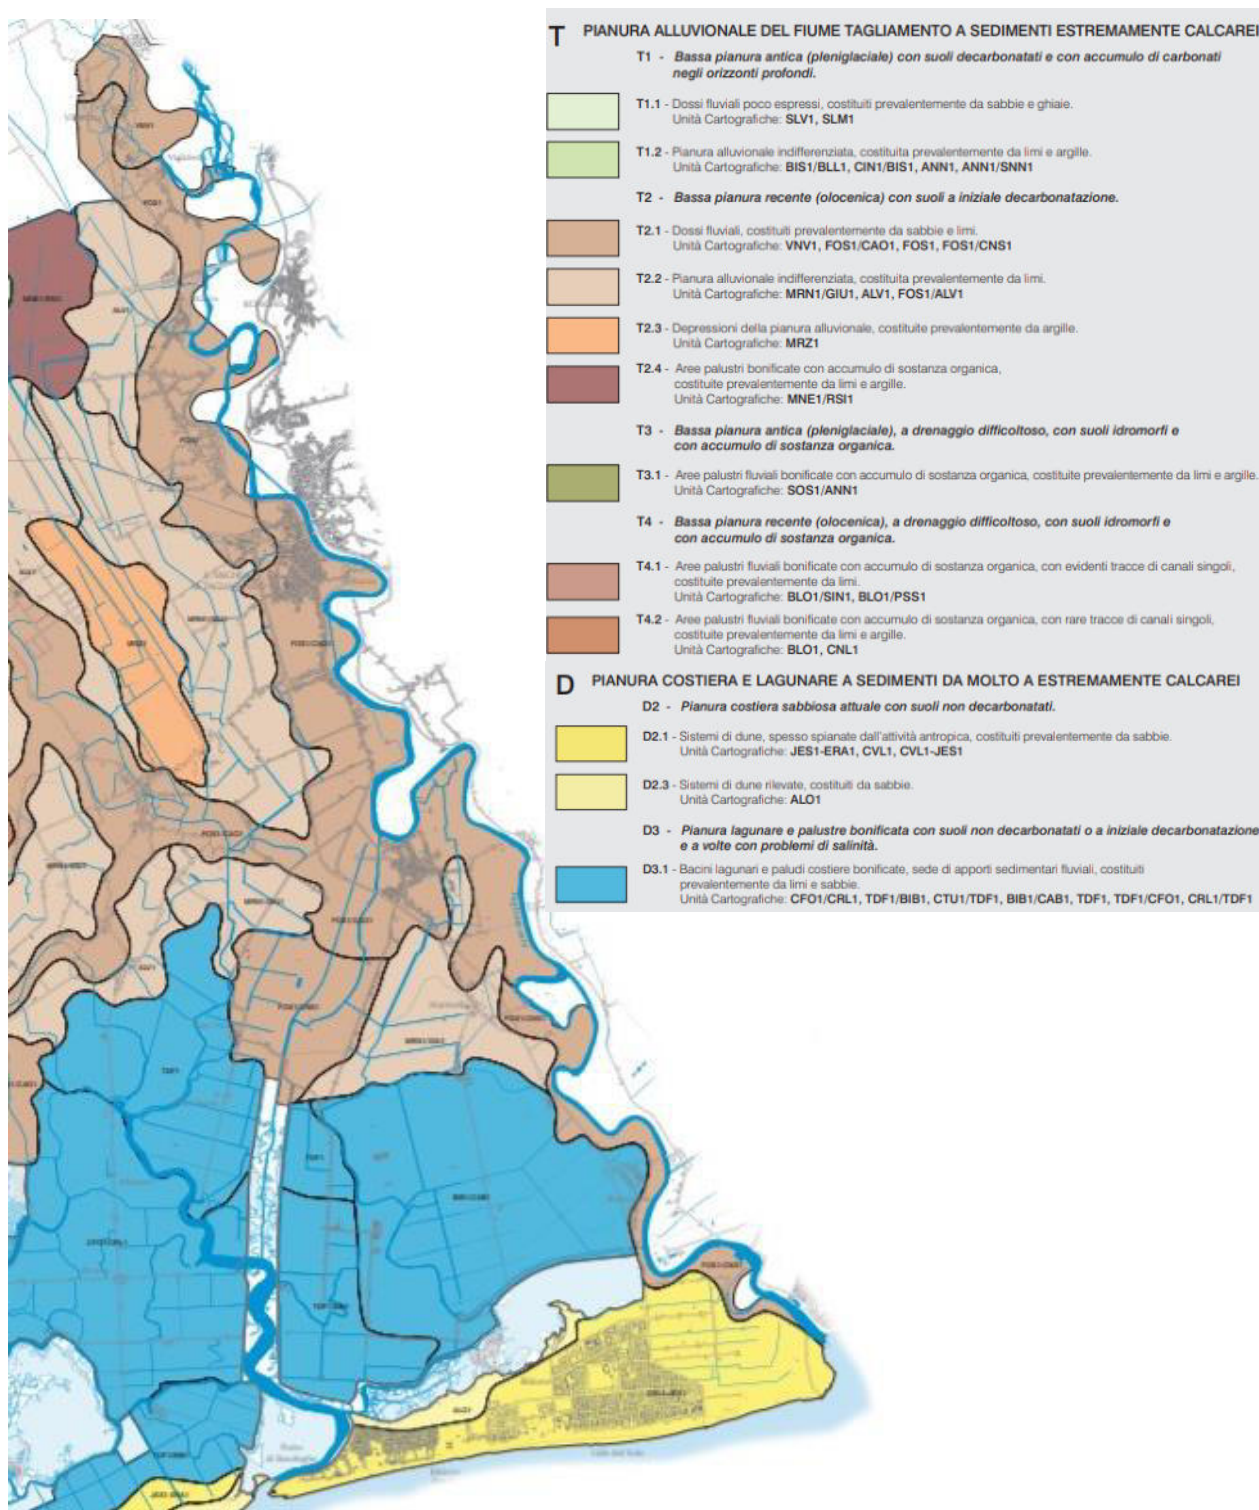 T PIANURA ALLUVIONALE DEL FIUME TAGLIAMENTO A SEDIMENTI ESTREMAMENTE CALCAREI
T1 - Bassa pianura antica (pleniglaciale) con suoli decarbonatati e con accumulo di carbonati
negli orizzonti profondi.
T1.1 - Dossi fluviali poco espressi, costituiti prevalentemente da sabbie e ghiaie.
Unità Cartografiche: SLV1, SLM1
T1.2 - Pianura alluvionale indifferenziata, costituita prevalentemente da limi e argille.
Unità Cartografiche: BIS1/BLL1, CIN1/BIS1, ANN1, ANN1/SNN1
T2 - Bassa pianura recente (olocenica) con suoli a iniziale decarbonatazione.
T2.1 - Dossi fluviali, costituiti prevalentemente da sabbie e limi.
Unità Cartografiche: VNV1, FOS1/CAO1, FOS1, FOS1/CNS1
T2.2 - Pianura alluvionale indifferenziata, costituita prevalentemente da limi.
Unità Cartografiche: MRN1/GIU1, ALV1, FOS1/ALV1
T2.3 - Depressioni della pianura alluvionale, costituite prevalentemente da argille.
Unità Cartografiche: MRZ1
T2.4 - Aree palustri bonificate con accumulo di sostanza organica,
costituite prevalentemente da limi e argille.
Unità Cartografiche: MNE1/RSI1
T3 - Bassa pianura antica (pleniglaciale), a drenaggio difficoltoso, con suoli idromorfi e
con accumulo di sostanza organica.
T3.1 - Aree palustri fluviali bonificate con accumulo di sostanza organica, costituite prevalentemente da limi e argille.
Unità Cartografiche: SOS1/ANN1
T4 - Bassa pianura recente (olocenica), a drenaggio difficoltoso, con suoli idromorfi e
con accumulo di sostanza organica.
T4.1 - Aree palustri fluviali bonificate con accumulo di sostanza organica, con evidenti tracce di canali singoli,
costituite prevalentemente da limi.
Unità Cartografiche: BLO1/SIN1, BLO1/PSS1
T4.2 - Aree palustri fluviali bonificate con accumulo di sostanza organica, con rare tracce di canali singoli,
costituite prevalentemente da limi e argille.
Unità Cartografiche: BLO1, CNL1
D PIANURA COSTIERA E LAGUNARE A SEDIMENTI DA MOLTO A ESTREMAMENTE CALCAREI
D2 - Pianura costiera sabbiosa attuale con suoli non decarbonatati.
D2.1 - Sistemi di dune, spesso spianate dall'attività antropica, costituiti prevalentemente da sabbie.
Unità Cartografiche: JES1-ERA1, CVL1, CVL1-JES1
D2.3 - Sistemi di dune rilevate, costituiti da sabbie.
Unità Cartografiche: ALO1
D3 - Pianura lagunare e palustre bonificata con suoli non decarbonatati o a iniziale decarbonatazione
e a volte con problemi di salinità.
D3.1 - Bacini lagunari e paludi costiere bonificate, sede di apporti sedimentari fluviali, costituiti
prevalentemente da limi e sabbie.
Unità Cartografiche: CFO1/CRL1, TDF1/BIB1, CTU1/TDF1, BIB1/CAB1, TDF1, TDF1/CFO1, CRL1/TDF1